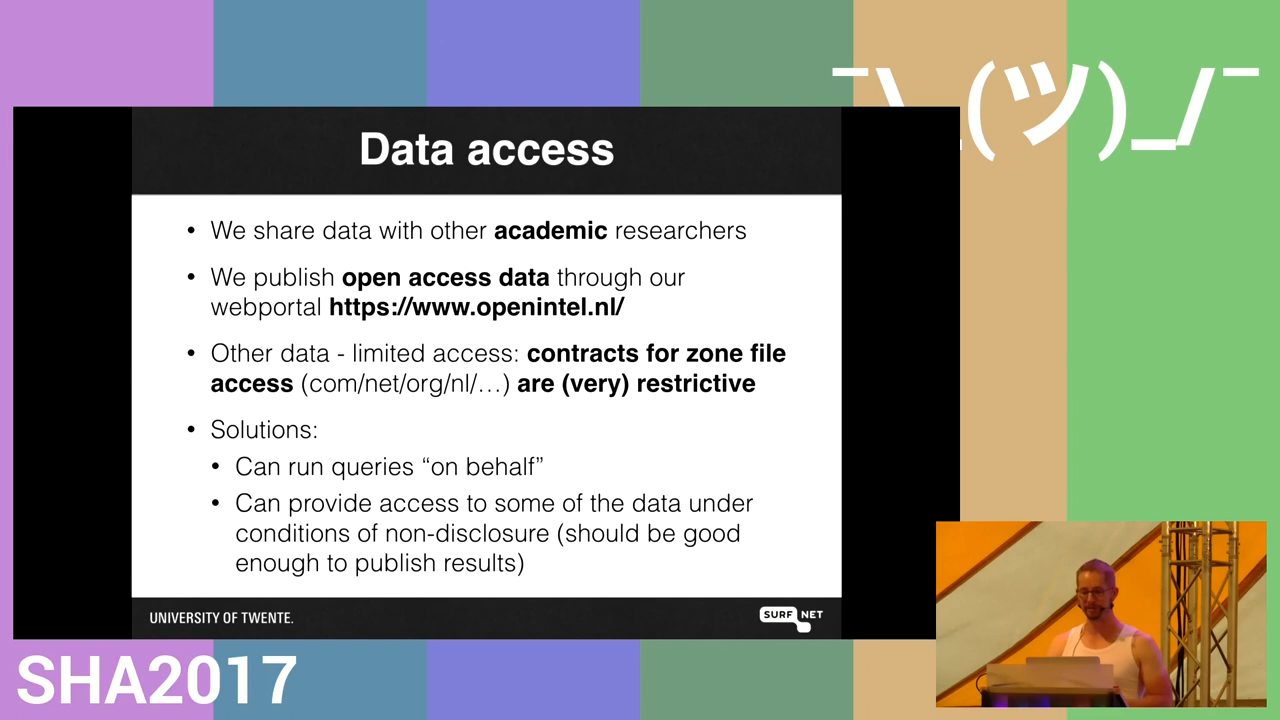 ¯\_(ツ)_/¯
Data access
• We share data with other academic researchers
• We publish open access data through our
webportal https://www.openintel.nl/
• Other data - limited access: contracts for zone file
access (com/net/org/nl/…) are (very) restrictive
• Solutions:
• Can run queries “on behalf”
• Can provide access to some of the data under
conditions of non-disclosure (should be good
enough to publish results)
UNIVERSITY OF TWENTE.
SURF NET
SHA2017